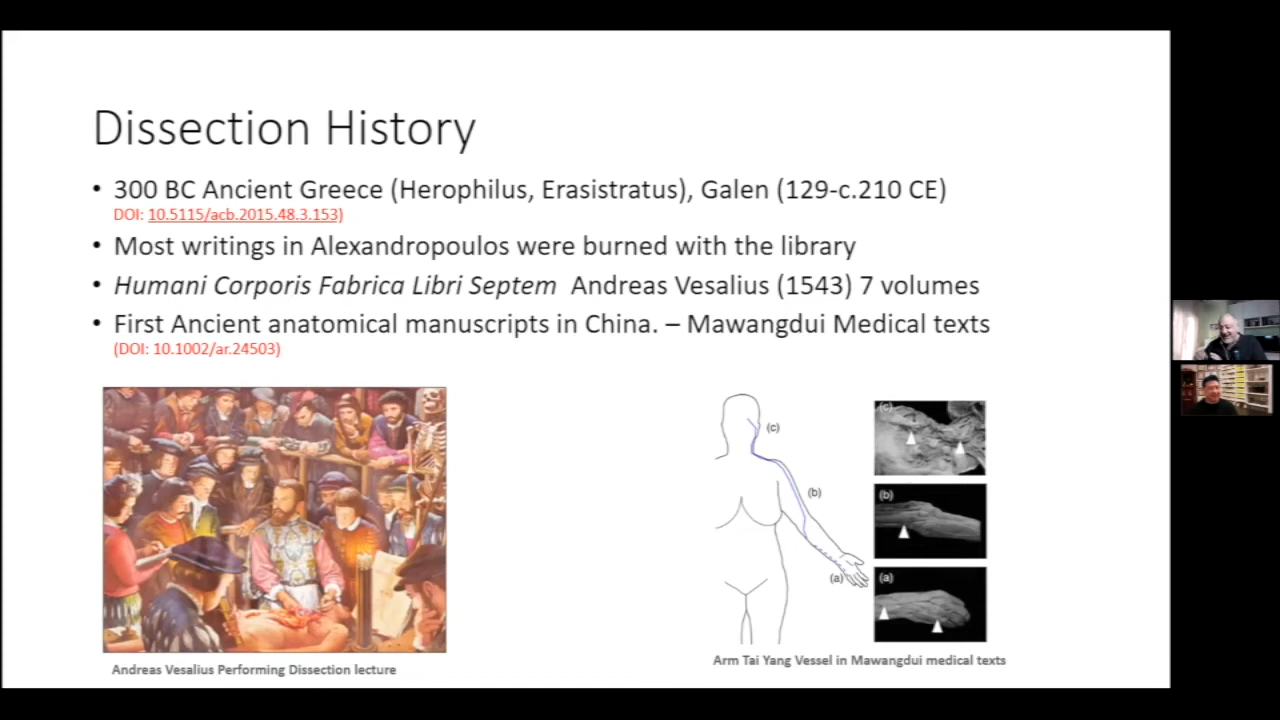 Dissection History
• 300 BC Ancient Greece (Herophilus, Erasistratus), Galen (129-c.210 CE)
DOI: 10.5115/acb.2015.48.3.153)
• Most writings in Alexandropoulos were burned with the library
• Humani Corporis Fabrica Libri Septem Andreas Vesalius (1543) 7 volumes
• First Ancient anatomical manuscripts in China. – Mawangdui Medical texts
(DOI: 10.1002/ar.24503)
(c)
(b)
(a)
(c)
(b)
(a)
Andreas Vesalius Performing Dissection lecture
Arm Tai Yang Vessel in Mawangdui medical texts